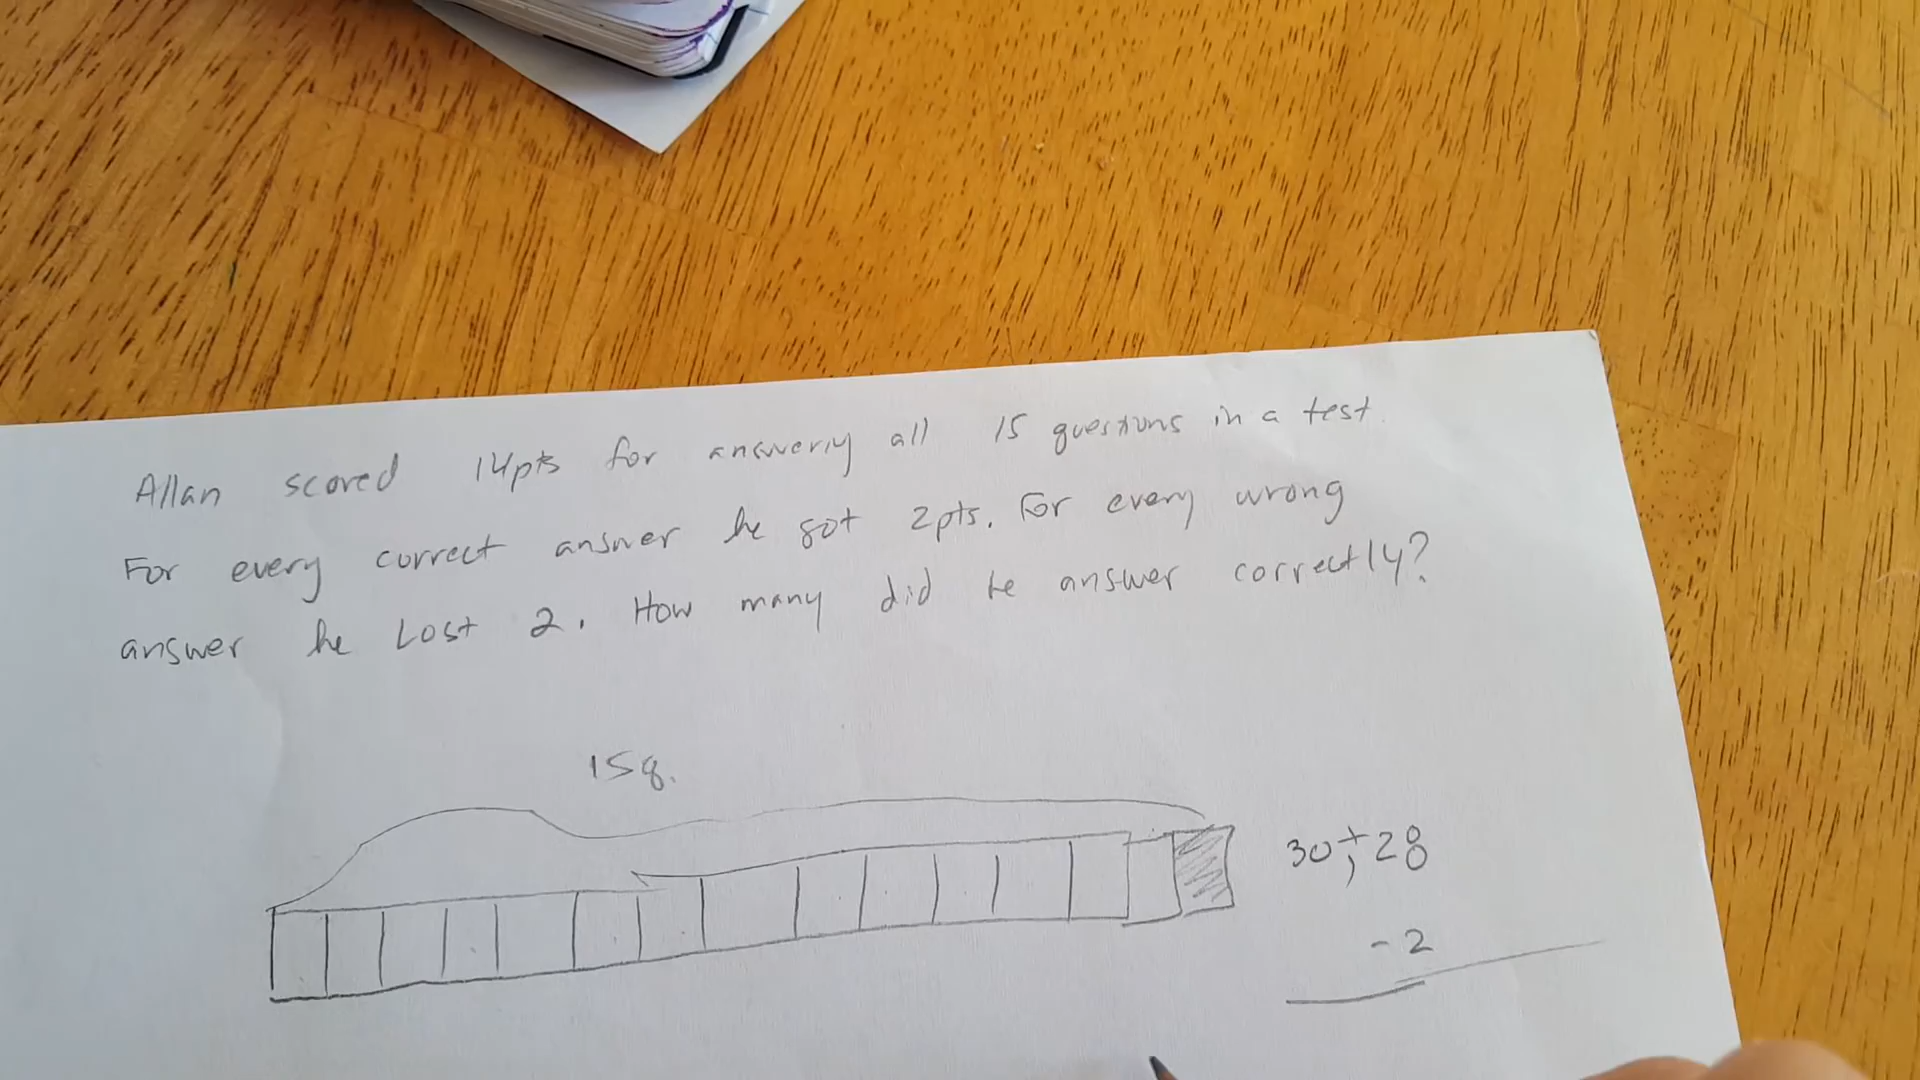 Allan scored 14pts for answering all 15 questions in a test.
For every correct answer he got 2pts. For every wrong
answer he Lost 2. How many did he answer correctly?
15q.
30, 28
-2